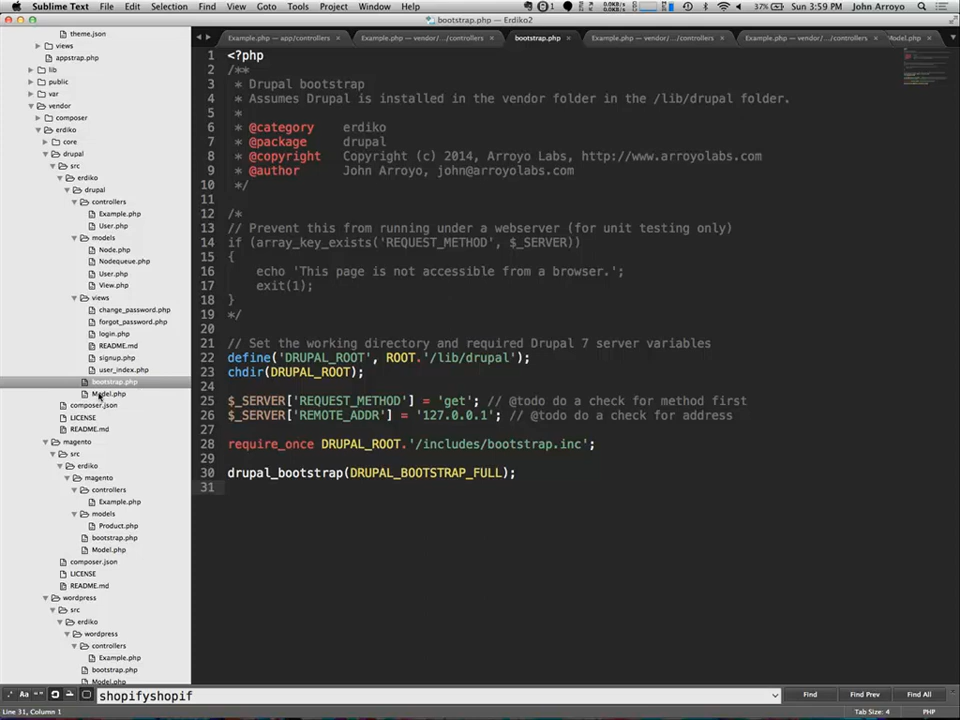 Sublime Text File Edit Selection Find View Goto Tools Project Window Help 37% Sun 3:59 PM John Arroyo
bootstrap.php — Erdiko2
theme.json
views
appstrap.php
lib
public
var
vendor
composer
erdiko
core
drupal
src
erdiko
drupal
controllers
Example.php
User.php
models
Node.php
Nodequeue.php
User.php
View.php
views
change_password.php
forgot_password.php
login.php
README.md
signup.php
user_index.php
bootstrap.php
Model.php
composer.json
LICENSE
README.md
magento
src
erdiko
magento
controllers
Example.php
models
Product.php
bootstrap.php
Model.php
composer.json
LICENSE
README.md
wordpress
src
erdiko
wordpress
controllers
Example.php
bootstrap.php
Model.php
Example.php — app/controllers × Example.php — vendor/.../controllers × bootstrap.php × Example.php — vendor/.../controllers × Example.php — vendor/.../controllers × Model.php ×
1 <?php
2 /**
3 * Drupal bootstrap
4 * Assumes Drupal is installed in the vendor folder in the /lib/drupal folder.
5 *
6 * @category erdiko
7 * @package drupal
8 * @copyright Copyright (c) 2014, Arroyo Labs, http://www.arroyolabs.com
9 * @author John Arroyo, john@arroyolabs.com
10 */
11
12 /*
13 // Prevent this from running under a webserver (for unit testing only)
14 if (array_key_exists('REQUEST_METHOD', $_SERVER))
15 {
16 echo 'This page is not accessible from a browser.';
17 exit(1);
18 }
19 */
20
21 // Set the working directory and required Drupal 7 server variables
22 define('DRUPAL_ROOT', ROOT.'/lib/drupal');
23 chdir(DRUPAL_ROOT);
24
25 $_SERVER['REQUEST_METHOD'] = 'get'; // @todo do a check for method first
26 $_SERVER['REMOTE_ADDR'] = '127.0.0.1'; // @todo do a check for address
27
28 require_once DRUPAL_ROOT.'/includes/bootstrap.inc';
29
30 drupal_bootstrap(DRUPAL_BOOTSTRAP_FULL);
31
.* Aa "" shopifyshopif Find Find Prev Find All
Line 31, Column 1 Tab Size: 4 PHP